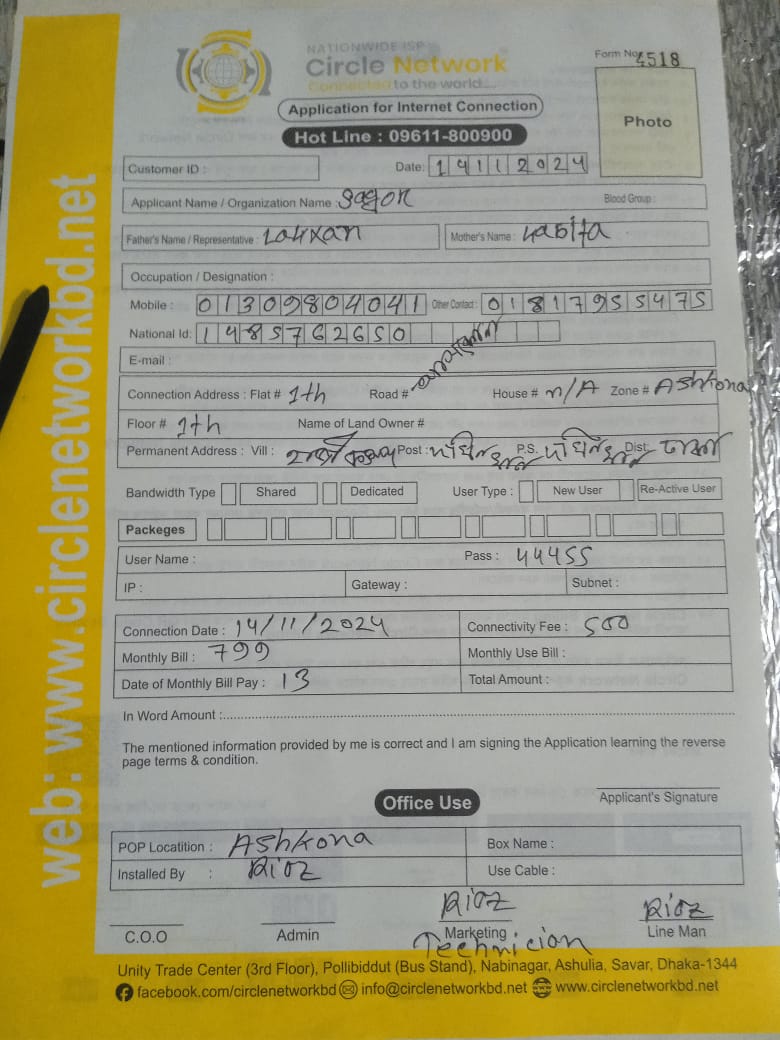 web: www.circlenetworkbd.net
NATIONWIDE ISP
Circle Network
Connected to the world....
Form No. 4518
Application for Internet Connection
Hot Line : 09611-800900
Photo
Customer ID :
Date: 14112024
Applicant Name / Organization Name : Sagor
Blood Group :
Father's Name / Representative :
Mother's Name : Kabita
Occupation / Designation :
Mobile : 01309804041 Other Contact : 01817955475
National Id: 1485762650
E-mail :
Connection Address : Flat # 1th Road # House # n/A Zone # Ashkona
Floor # 1th Name of Land Owner #
Permanent Address : Vill : Post : P.S. Dist: ঢাকা
Bandwidth Type Shared Dedicated User Type : New User Re-Active User
Packeges
User Name : Pass : 44455
IP : Gateway : Subnet :
Connection Date : 14/11/2024 Connectivity Fee : 500
Monthly Bill : 799 Monthly Use Bill :
Date of Monthly Bill Pay : 13 Total Amount :
In Word Amount :
The mentioned information provided by me is correct and I am signing the Application learning the reverse
page terms & condition.
Applicant's Signature
Office Use
POP Locatition : Ashkona Box Name :
Installed By : Rioz Use Cable :
Rioz Rioz
C.O.O Admin Marketing Line Man
Technician
Unity Trade Center (3rd Floor), Pollibiddut (Bus Stand), Nabinagar, Ashulia, Savar, Dhaka-1344
facebook.com/circlenetworkbd info@circlenetworkbd.net www.circlenetworkbd.net